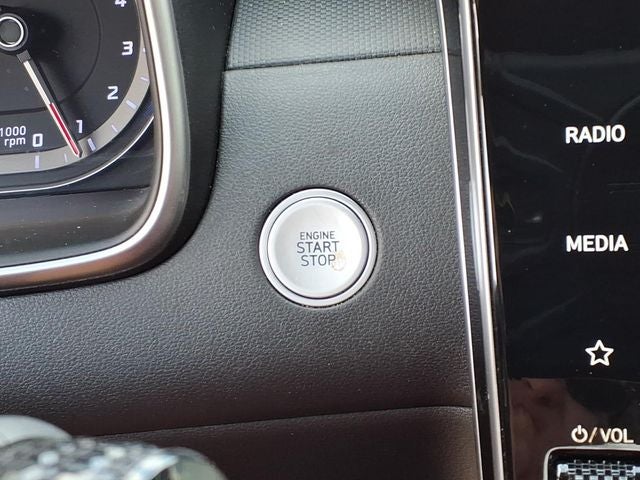 4
3
2
1
0
1000
rpm
ENGINE
START
STOP
RADIO
MEDIA
/VOL